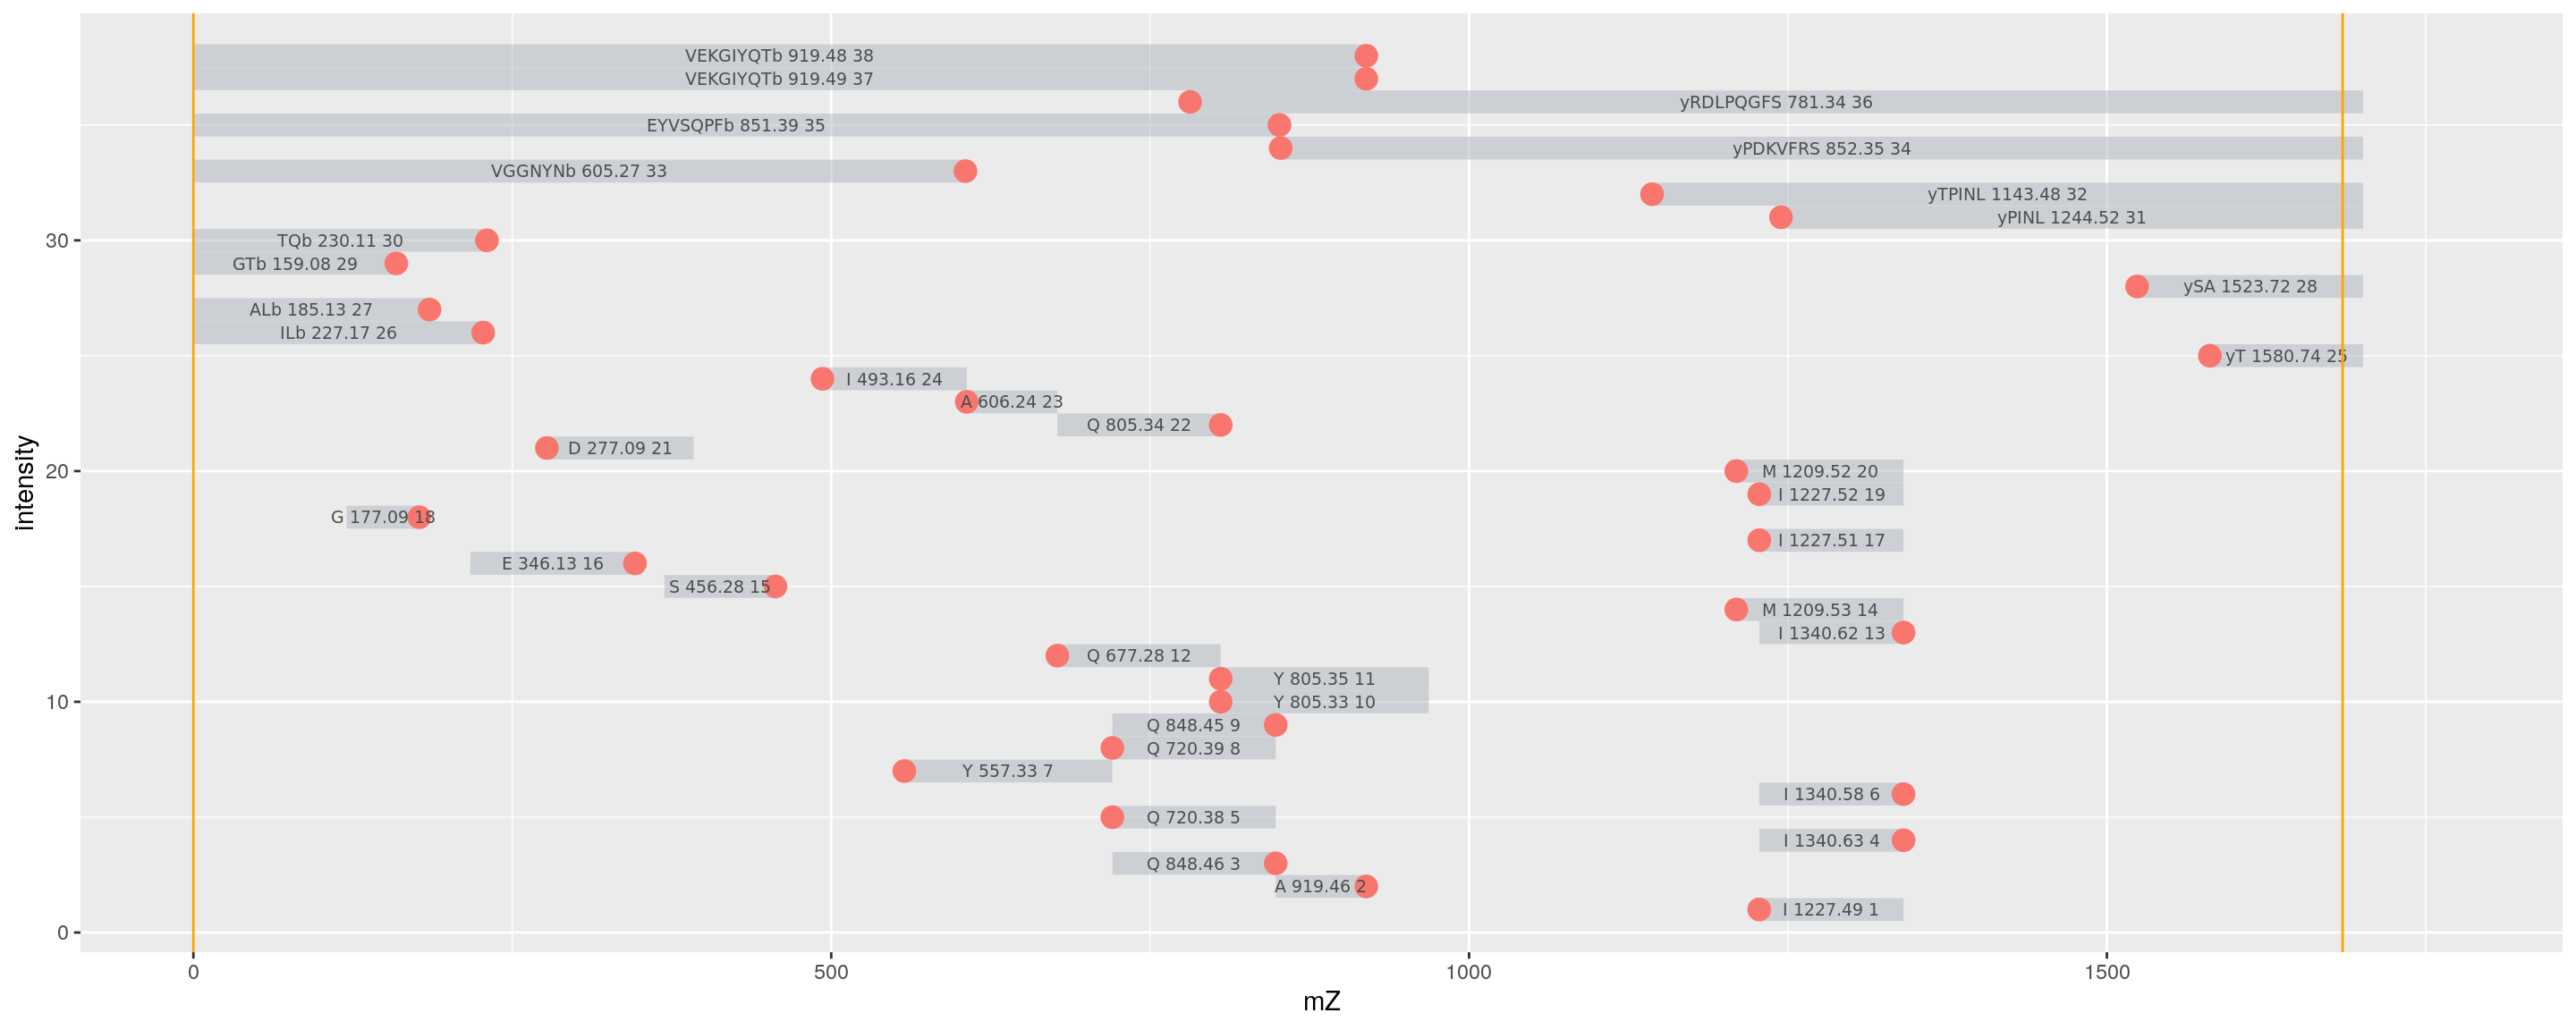 VEKGIYQTb 919.48 38
VEKGIYQTb 919.49 37
yRDLPQGFS 781.34 36
EYVSQPFb 851.39 35
yPDKVFRS 852.35 34
VGGNYNb 605.27 33
yTPINL 1143.48 32
yPINL 1244.52 31
30
TQb 230.11 30
GTb 159.08 29
ySA 1523.72 28
ALb 185.13 27
ILb 227.17 26
yT 1580.74 25
I 493.16 24
A 606.24 23
Q 805.34 22
D 277.09 21
intensity
20
M 1209.52 20
I 1227.52 19
G 177.09 18
I 1227.51 17
E 346.13 16
S 456.28 15
M 1209.53 14
I 1340.62 13
Q 677.28 12
Y 805.35 11
10
Y 805.33 10
Q 848.45 9
Q 720.39 8
Y 557.33 7
I 1340.58 6
Q 720.38 5
I 1340.63 4
Q 848.46 3
A 919.46 2
I 1227.49 1
0
0 500 1000 1500
mZ